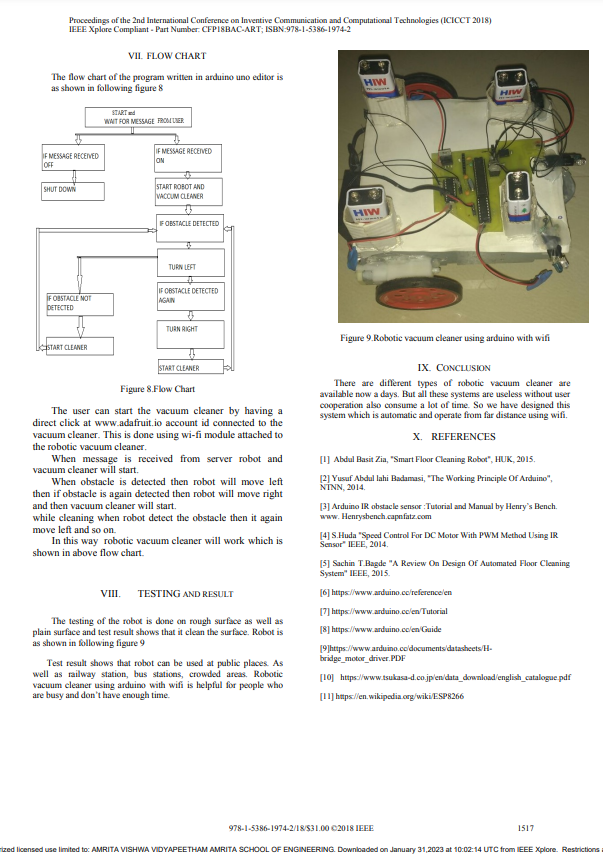 Proceedings of the 2nd International Conference on Inventive Communication and Computational Technologies (ICICCT 2018)
IEEE Xplore Compliant - Part Number: CFP18BAC-ART; ISBN:978-1-5386-1974-2
VII. FLOW CHART
The flow chart of the program written in arduino uno editor is
as shown in following figure 8
START and
WAIT FOR MESSAGE FROM USER
IF MESSAGE RECEIVED
OFF
SHUT DOWN
IF MESSAGE RECEIVED
ON
START ROBOT AND
VACCUM CLEANER
IF OBSTACLE DETECTED
TURN LEFT
IF OBSTACLE NOT
DETECTED
START CLEANER
IF OBSTACLE DETECTED
AGAIN
TURN RIGHT
START CLEANER
Figure 8.Flow Chart
The user can start the vacuum cleaner by having a
direct click at www.adafruit.io account id connected to the
vacuum cleaner. This is done using wi-fi module attached to
the robotic vacuum cleaner.
When message is received from server robot and
vacuum cleaner will start.
When obstacle is detected then robot will move left
then if obstacle is again detected then robot will move right
and then vacuum cleaner will start.
while cleaning when robot detect the obstacle then it again
move left and so on.
In this way robotic vacuum cleaner will work which is
shown in above flow chart.
VIII. TESTING AND RESULT
The testing of the robot is done on rough surface as well as
plain surface and test result shows that it clean the surface. Robot is
as shown in following figure 9
Test result shows that robot can be used at public places. As
well as railway station, bus stations, crowded areas. Robotic
vacuum cleaner using arduino with wifi is helpful for people who
are busy and don't have enough time.
HIW
HIW
HIW
HIW
Figure 9.Robotic vacuum cleaner using arduino with wifi
IX. CONCLUSION
There are different types of robotic vacuum cleaner are
available now a days. But all these systems are useless without user
cooperation also consume a lot of time. So we have designed this
system which is automatic and operate from far distance using wifi.
X. REFERENCES
[1] Abdul Basit Zia, "Smart Floor Cleaning Robot", HUK, 2015.
[2] Yusuf Abdul lahi Badamasi, "The Working Principle Of Arduino",
NTNN, 2014.
[3] Arduino IR obstacle sensor :Tutorial and Manual by Henry's Bench.
www. Henrysbench.capnfatz.com
[4] S.Huda "Speed Control For DC Motor With PWM Method Using IR
Sensor" IEEE, 2014.
[5] Sachin T.Bagde "A Review On Design Of Automated Floor Cleaning
System" IEEE, 2015.
[6] https://www.arduino.cc/reference/en
[7] https://www.arduino.cc/en/Tutorial
[8] https://www.arduino.cc/en/Guide
[9]https://www.arduino.cc/documents/datasheets/H-
bridge_motor_driver.PDF
[10] https://www.tsukasa-d.co.jp/en/data_download/english_catalogue.pdf
[11] https://en.wikipedia.org/wiki/ESP8266
978-1-5386-1974-2/18/$31.00 ©2018 IEEE
1517
rized licensed use limited to: AMRITA VISHWA VIDYAPEETHAM AMRITA SCHOOL OF ENGINEERING. Downloaded on January 31,2023 at 10:02:14 UTC from IEEE Xplore. Restrictions a